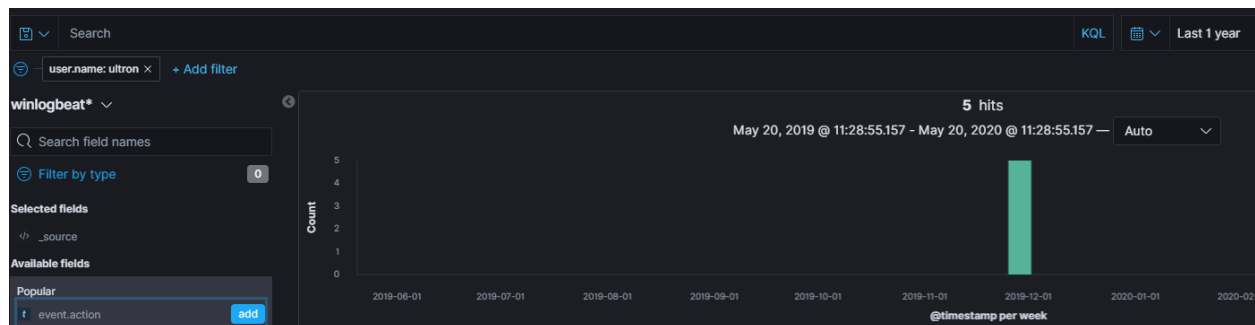 Search KQL Last 1 year
user.name: ultron × + Add filter
winlogbeat*
5 hits
May 20, 2019 @ 11:28:55.157 - May 20, 2020 @ 11:28:55.157 — Auto
Search field names
Filter by type 0
Selected fields
</> _source
Available fields
Popular
t event.action add
Count
5
4
3
2
1
0
2019-06-01 2019-07-01 2019-08-01 2019-09-01 2019-10-01 2019-11-01 2019-12-01 2020-01-01 2020-02
@timestamp per week